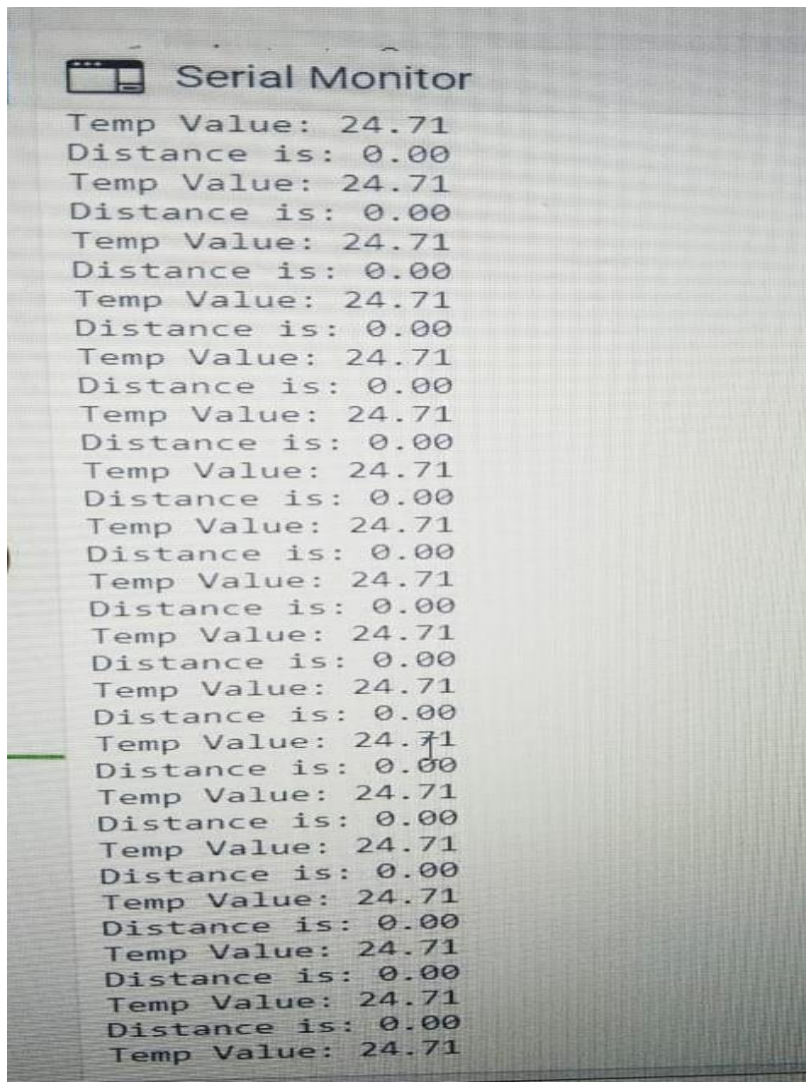 Serial Monitor
Temp Value: 24.71
Distance is: 0.00
Temp Value: 24.71
Distance is: 0.00
Temp Value: 24.71
Distance is: 0.00
Temp Value: 24.71
Distance is: 0.00
Temp Value: 24.71
Distance is: 0.00
Temp Value: 24.71
Distance is: 0.00
Temp Value: 24.71
Distance is: 0.00
Temp Value: 24.71
Distance is: 0.00
Temp Value: 24.71
Distance is: 0.00
Temp Value: 24.71
Distance is: 0.00
Temp Value: 24.71
Distance is: 0.00
Temp Value: 24.71
Distance is: 0.00
Temp Value: 24.71
Distance is: 0.00
Temp Value: 24.71
Distance is: 0.00
Temp Value: 24.71
Distance is: 0.00
Temp Value: 24.71
Distance is: 0.00
Temp Value: 24.71
Distance is: 0.00
Temp Value: 24.71